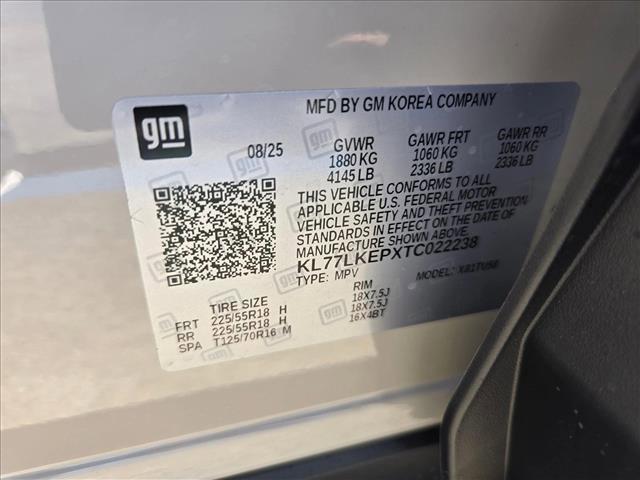 MFD BY GM KOREA COMPANY
gm
08/25 GVWR GAWR FRT GAWR RR
1880 KG 1060 KG 1060 KG
4145 LB 2336 LB 2336 LB
THIS VEHICLE CONFORMS TO ALL
APPLICABLE U.S. FEDERAL MOTOR
VEHICLE SAFETY AND THEFT PREVENTION
STANDARDS IN EFFECT ON THE DATE OF
MANUFACTURE SHOWN ABOVE.
KL77LKEPXTC022238
TYPE: MPV MODEL:
TIRE SIZE RIM
FRT 225/55R18 H 18X7.5J
RR 225/55R18 H 18X7.5J
SPA T125/70R16 M 16X4BT